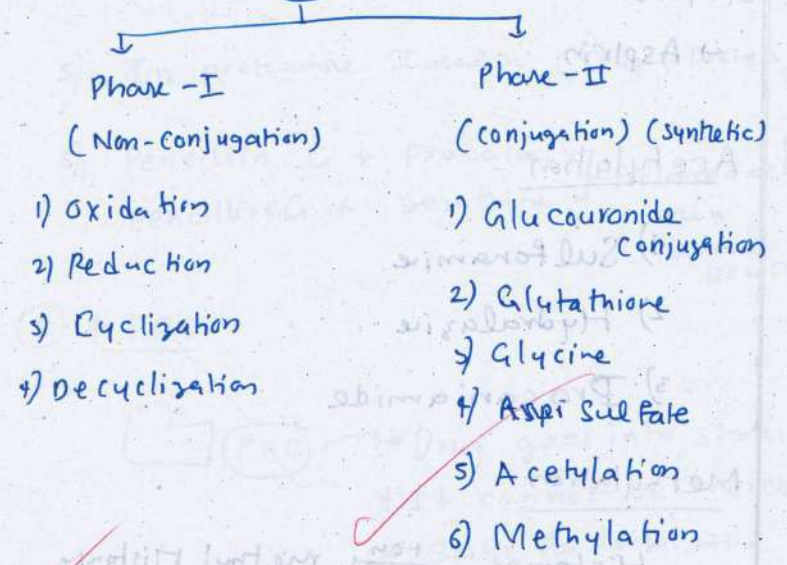 Phase - I
(Non-Conjugation)
1) Oxidation
2) Reduction
3) Cyclization
4) Decyclization
Phase - II
(conjugation) (Synthetic)
1) Glucouronide
Conjugation
2) Glutathione
3) Glycine
4) Sulfate
5) Acetylation
6) Methylation